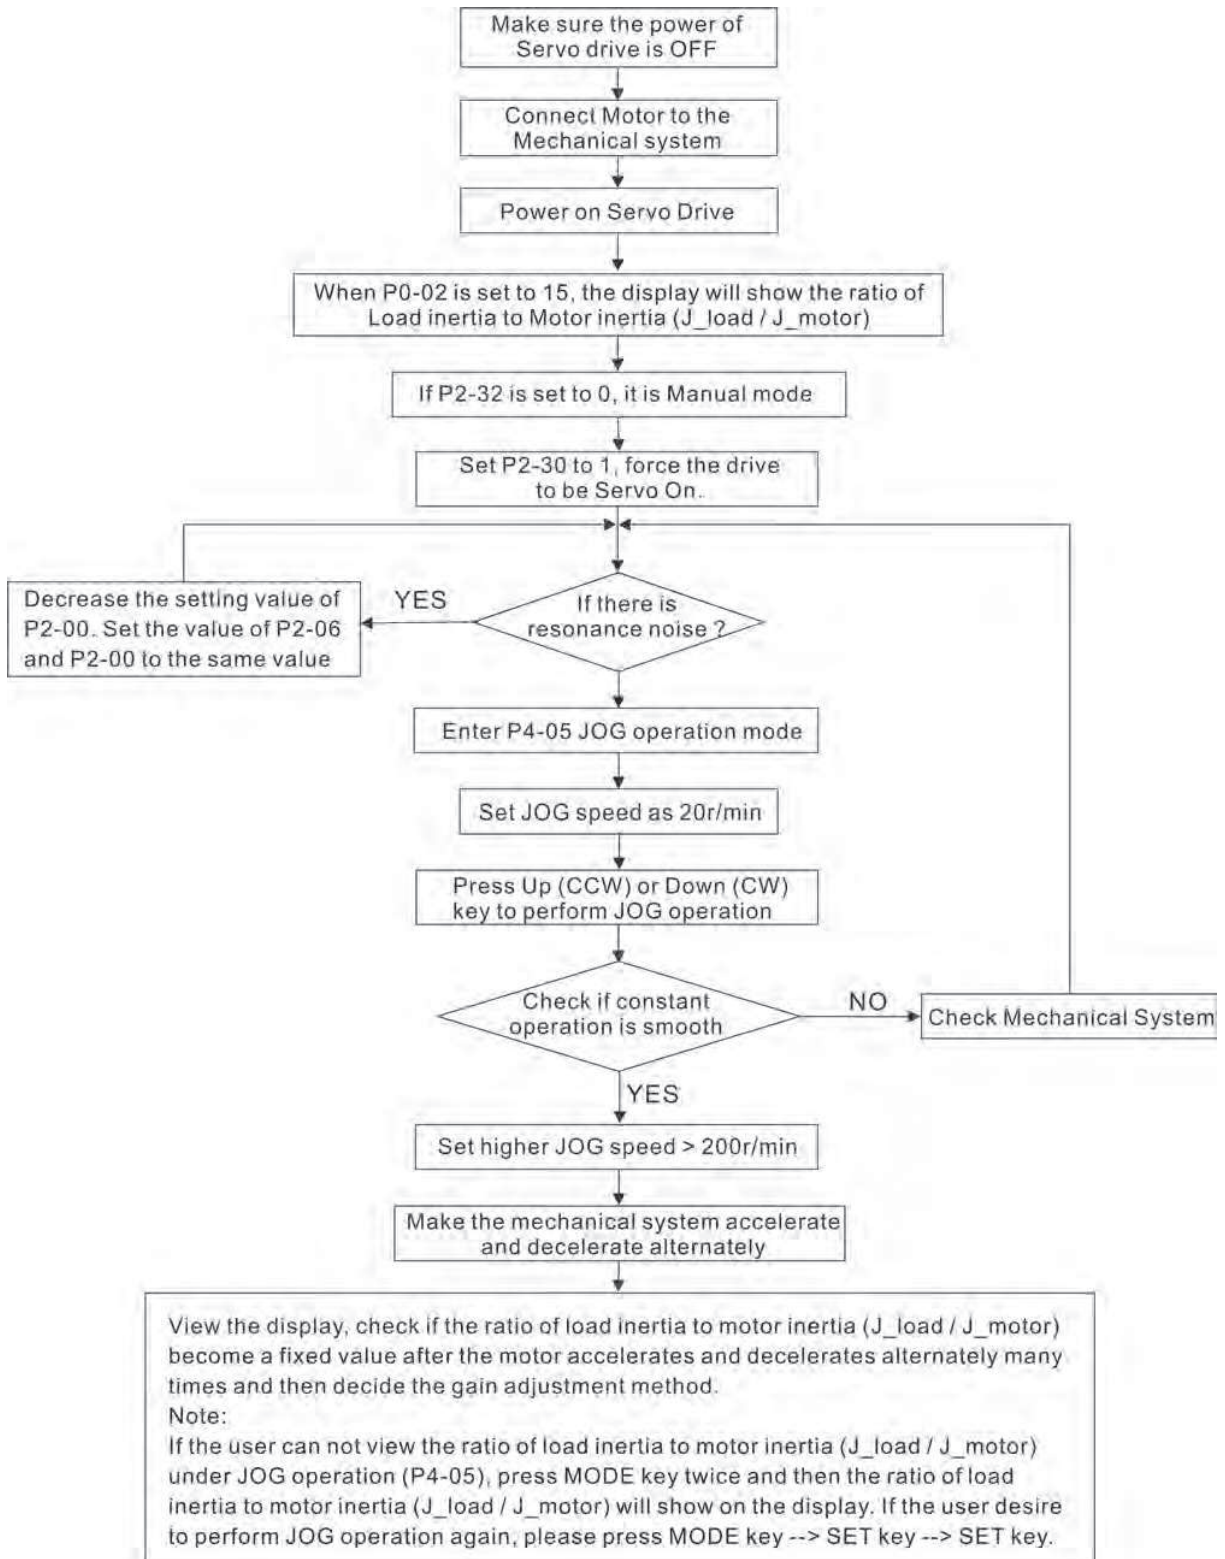 Make sure the power of
Servo drive is OFF
Connect Motor to the
Mechanical system
Power on Servo Drive
When P0-02 is set to 15, the display will show the ratio of
Load inertia to Motor inertia (J_load / J_motor)
If P2-32 is set to 0, it is Manual mode
Set P2-30 to 1, force the drive
to be Servo On.
If there is
resonance noise ?
YES
Decrease the setting value of
P2-00. Set the value of P2-06
and P2-00 to the same value
Enter P4-05 JOG operation mode
Set JOG speed as 20r/min
Press Up (CCW) or Down (CW)
key to perform JOG operation
Check if constant
operation is smooth
NO
Check Mechanical System
YES
Set higher JOG speed > 200r/min
Make the mechanical system accelerate
and decelerate alternately
View the display, check if the ratio of load inertia to motor inertia (J_load / J_motor)
become a fixed value after the motor accelerates and decelerates alternately many
times and then decide the gain adjustment method.
Note:
If the user can not view the ratio of load inertia to motor inertia (J_load / J_motor)
under JOG operation (P4-05), press MODE key twice and then the ratio of load
inertia to motor inertia (J_load / J_motor) will show on the display. If the user desire
to perform JOG operation again, please press MODE key --> SET key --> SET key.